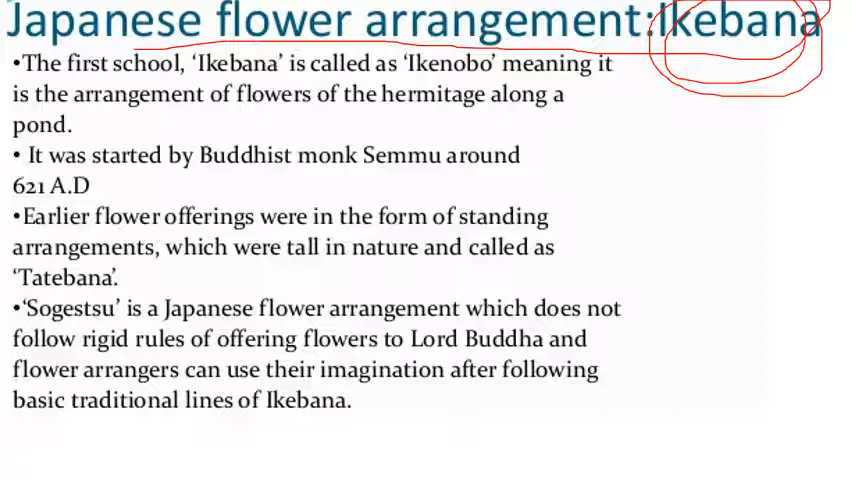 Japanese flower arrangement:Ikebana
•The first school, ‘Ikebana’ is called as ‘Ikenobo’ meaning it
is the arrangement of flowers of the hermitage along a
pond.
• It was started by Buddhist monk Semmu around
621 A.D
•Earlier flower offerings were in the form of standing
arrangements, which were tall in nature and called as
‘Tatebana’.
•‘Sogestsu’ is a Japanese flower arrangement which does not
follow rigid rules of offering flowers to Lord Buddha and
flower arrangers can use their imagination after following
basic traditional lines of Ikebana.